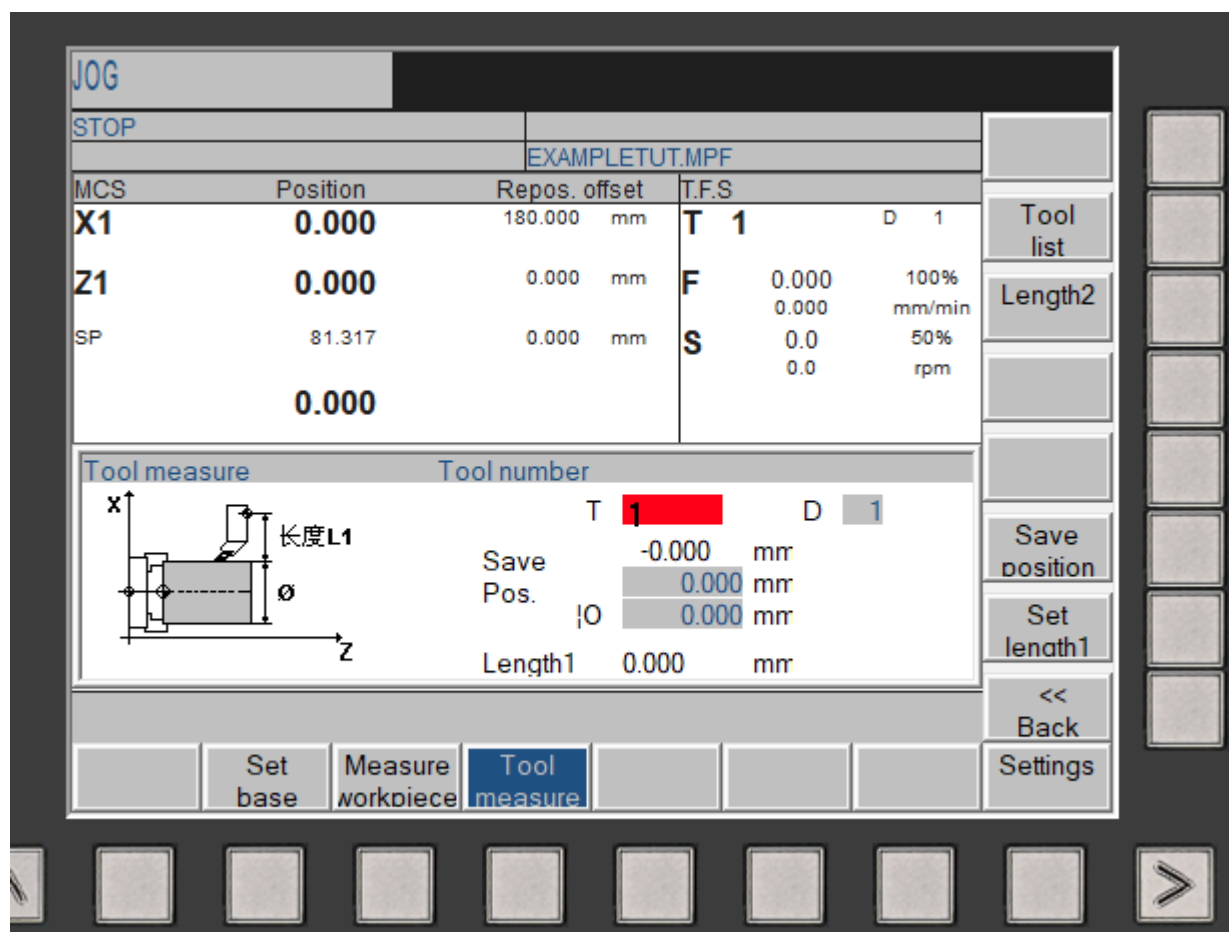 JOG
STOP
EXAMPLETUT.MPF
MCS Position Repos. offset T.F.S
X1 0.000 180.000 mm T 1 D 1
Z1 0.000 0.000 mm F 0.000 100%
0.000 mm/min
SP 81.317 0.000 mm S 0.0 50%
0.0 rpm
0.000
Tool measure Tool number
X
长度L1
Ø
Z
T 1 D 1
Save -0.000 mm
Pos. 0.000 mm
¦O 0.000 mm
Length1 0.000 mm
Tool
list
Length2
Save
position
Set
length1
<<
Back
Set
base
Measure
workpiece
Tool
measure
Settings